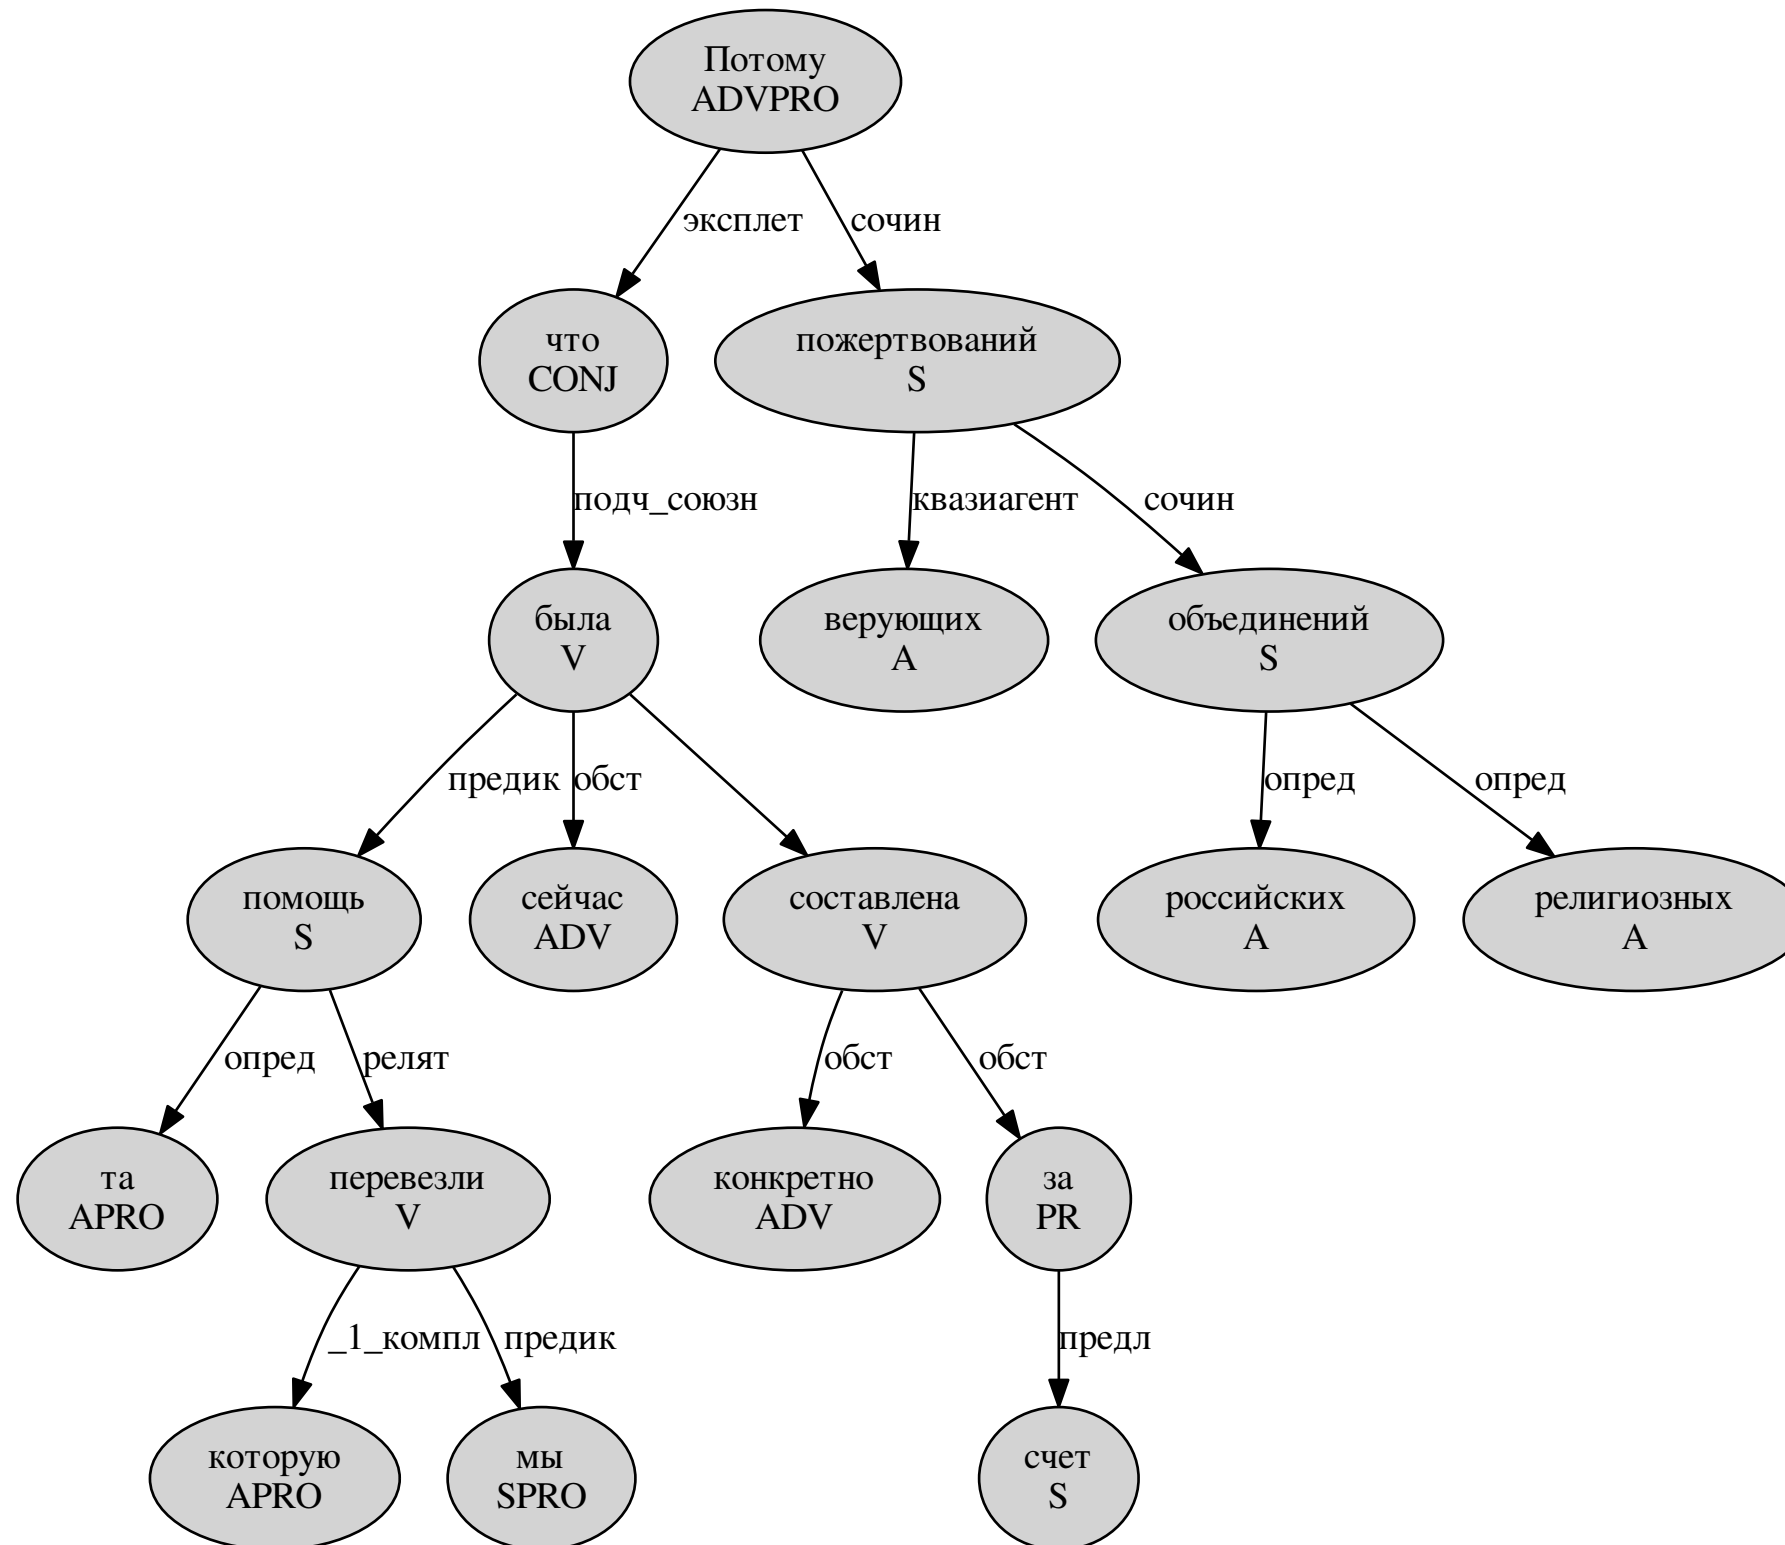 Потому
ADVPRO
эксплет
сочин
что
CONJ
пожертвований
S
подч_союзн
квазиагент
сочин
была
V
верующих
A
объединений
S
предик
обст
опред
опред
помощь
S
сейчас
ADV
составлена
V
российских
A
религиозных
A
опред
релят
обст
обст
та
APRO
перевезли
V
конкретно
ADV
за
PR
_1_компл
предик
предл
которую
APRO
мы
SPRO
счет
S